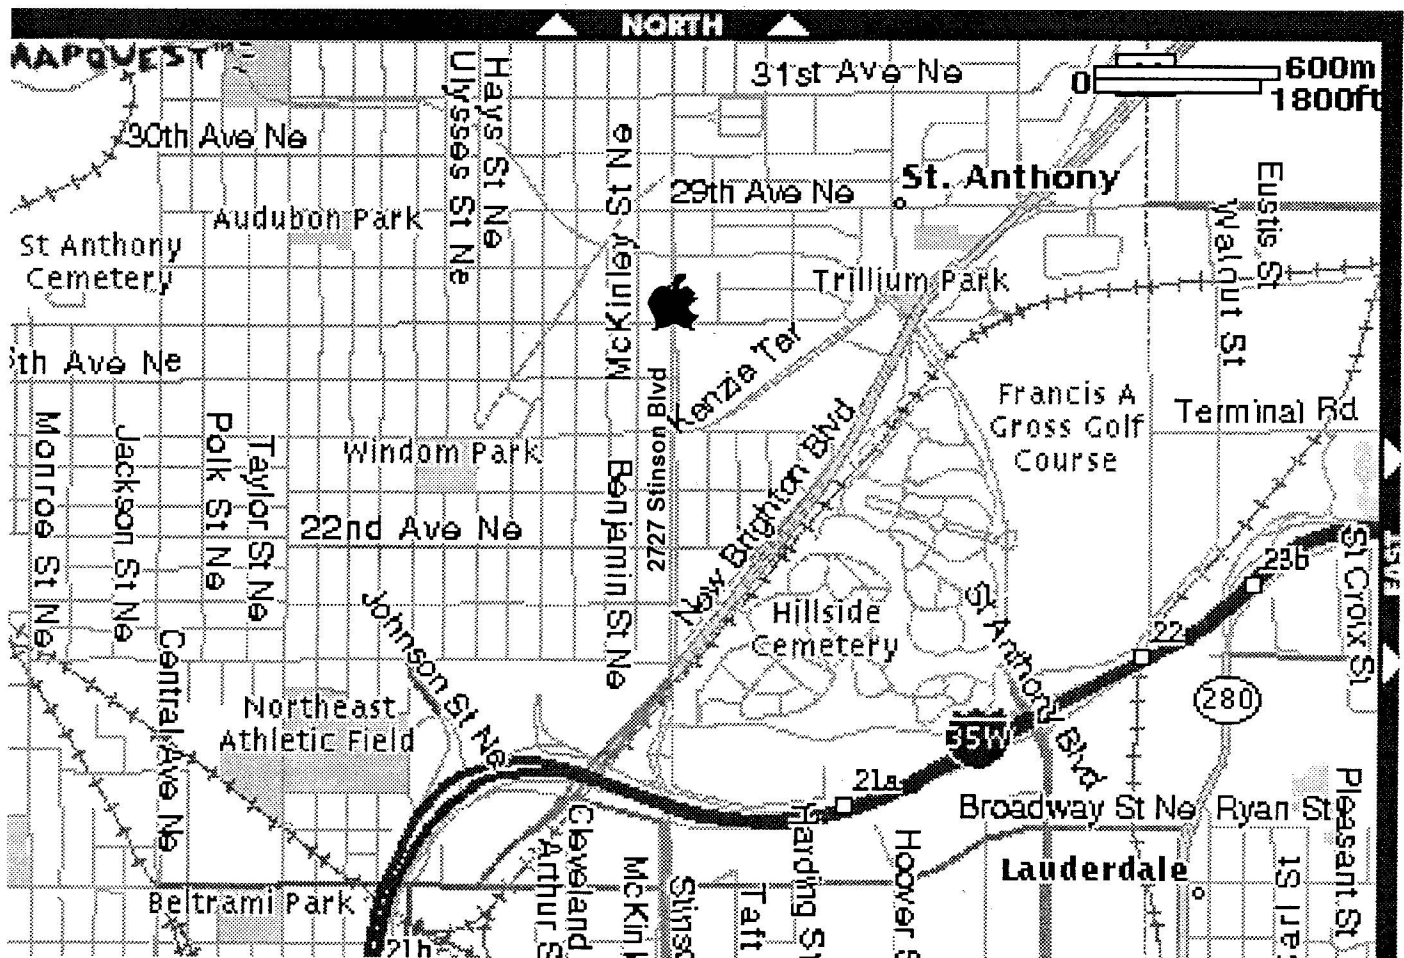 NORTH
MAPQUEST™
31st Ave Ne
0
600m
1800ft
30th Ave Ne
Ulysses St Ne
Hays St Ne
McKinley St Ne
29th Ave Ne
St. Anthony
Eustis St
Walnut St
Audubon Park
St Anthony
Cemetery
Trillium Park
Kenzie Ter
th Ave Ne
2727 Stinson Blvd
Francis A
Gross Golf
Course
Terminal Rd
Monroe St Ne
Jackson St Ne
Polk St Ne
Taylor St Ne
Windom Park
Benjamin St Ne
New Brighton Blvd
22nd Ave Ne
Johnson St Ne
Hillside
Cemetery
St Anthony Blvd
23b
22
St Croix St
280
Central Ave Ne
Northeast
Athletic Field
35W
21a
Broadway St Ne
Ryan St
Pleasant St
Lauderdale
Beltrami Park
21b
Arthur S
Cleveland
McKin
Stins
Taft
Harding St
Hoover S